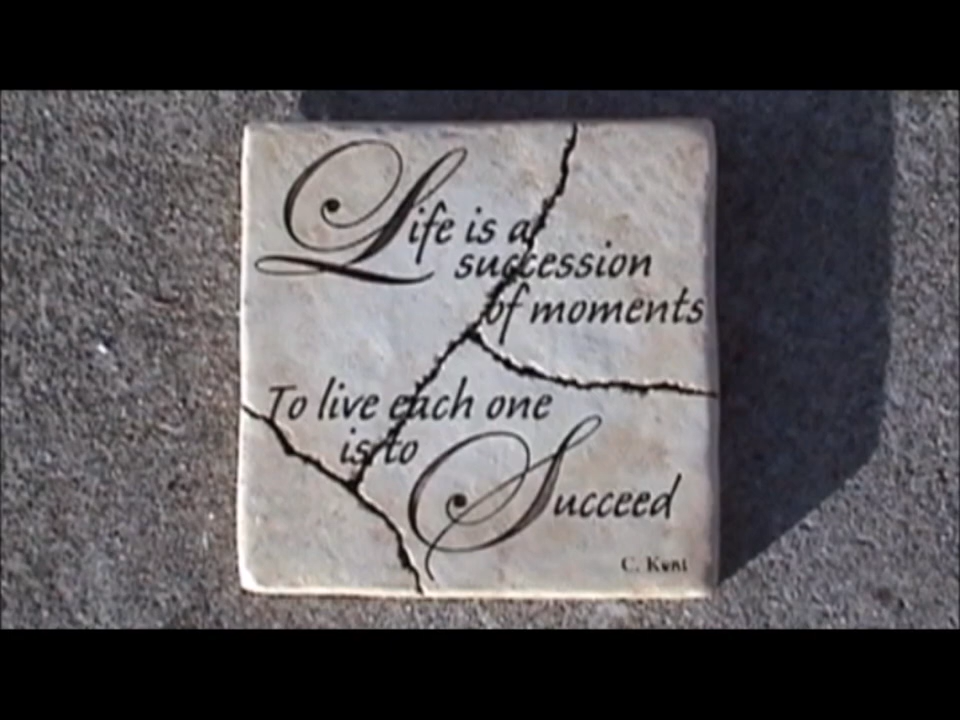 Life is a
succession
of moments
To live each one
is to
Succeed
C. Kent